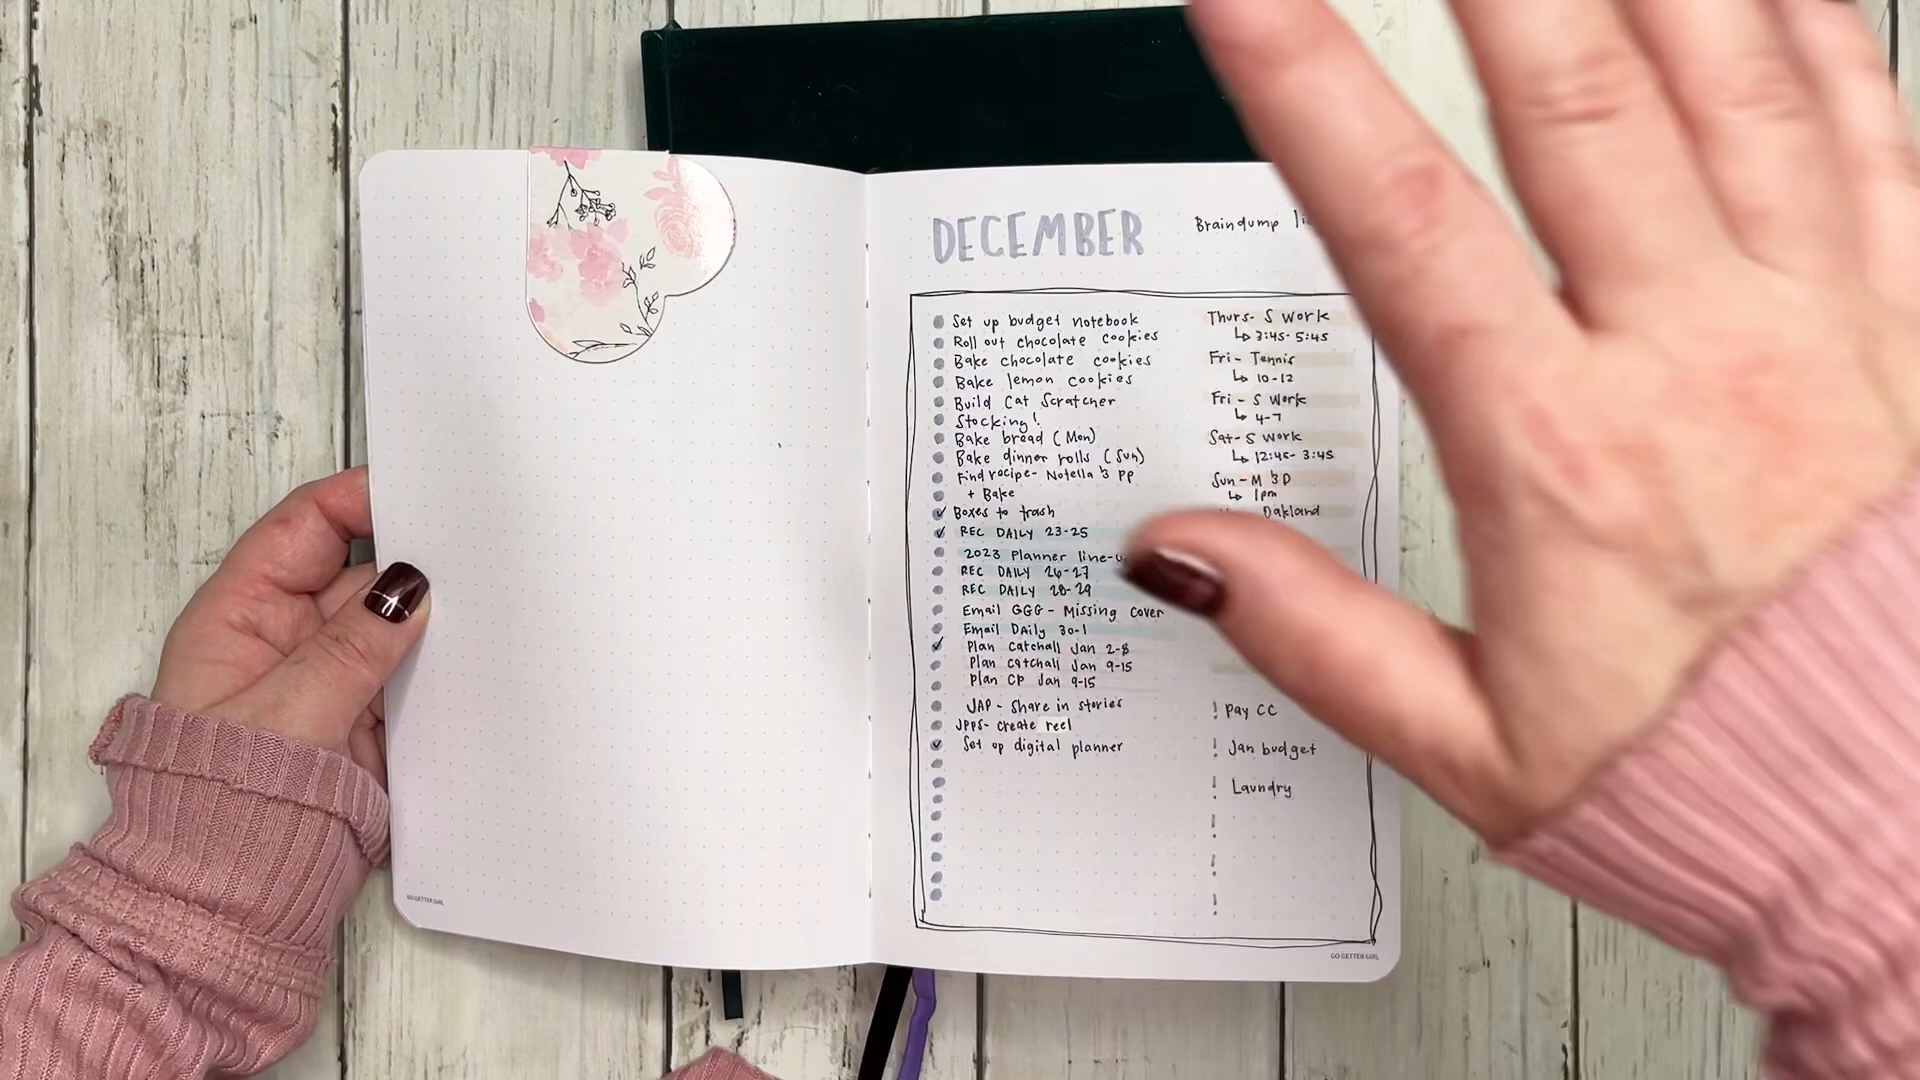 DECEMBER
Braindump
Set up budget notebook
Roll out chocolate cookies
Bake chocolate cookies
Bake lemon cookies
Build Cat Scratcher
Stocking!
Bake bread (Mon)
Bake dinner rolls (Sun)
Find recipe- Notella & PP
+ Bake
Boxes to trash
REC DAILY 23-25
2023 Planner line-u
REC DAILY 26-27
REC DAILY 28-29
Email GGG - Missing cover
Email DAily 30-1
Plan catchall Jan 2-8
Plan catchall Jan 9-15
Plan CP Jan 9-15
JAP - Share in stories
JPPS- create reel
Set up digital planner
Thurs- S Work
↳ 3:45- 5:45
Fri- Tennis
↳ 10-12
Fri - S Work
↳ 4-7
Sat- S Work
↳ 12:45- 3:45
Sun - M & D
↳ 1pm
Oakland
! Pay CC
! Jan budget
! Laundry
GO GETTER GIRL
GO GETTER GIRL